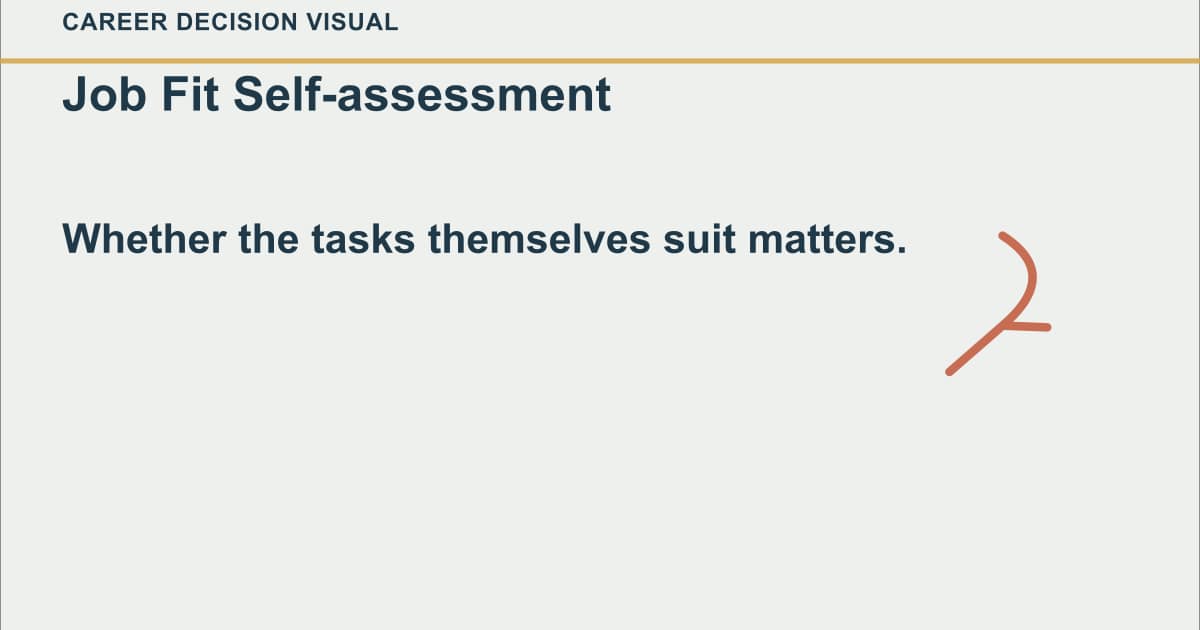 CAREER DECISION VISUAL
Job Fit Self-assessment
Whether the tasks themselves suit matters.